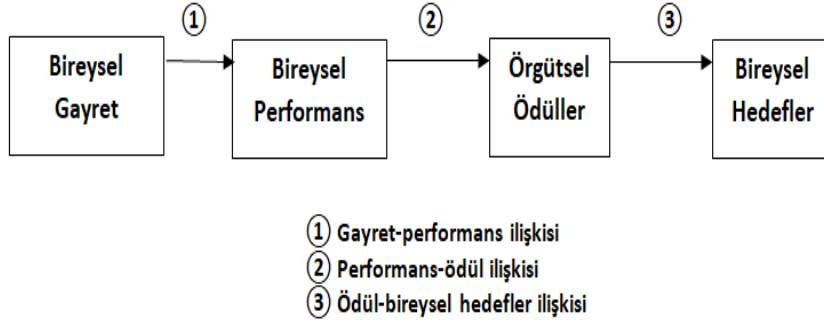 ① ② ③
Bireysel
Gayret
Bireysel
Performans
Örgütsel
Ödüller
Bireysel
Hedefler
① Gayret-performans ilişkisi
② Performans-ödül ilişkisi
③ Ödül-bireysel hedefler ilişkisi